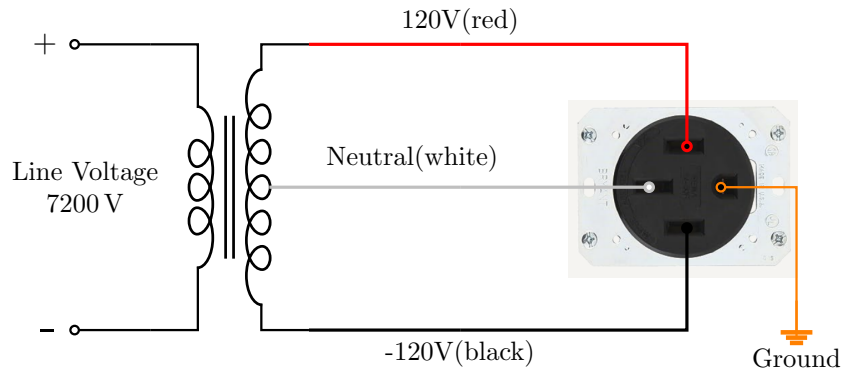 120V(red)
+
Line Voltage
7200 V
Neutral(white)
-
-120V(black)
Ground